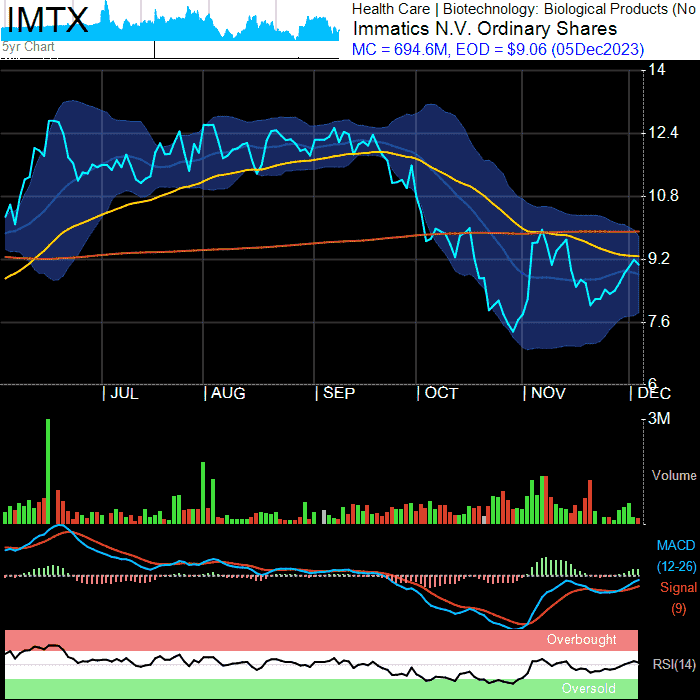 IMTX
5yr Chart
Health Care | Biotechnology: Biological Products (No
Immatics N.V. Ordinary Shares
MC = 694.6M, EOD = $9.06 (05Dec2023)
14
12.4
10.8
9.2
7.6
6
JUL AUG SEP OCT NOV DEC
3M
Volume
MACD
(12-26)
Signal
(9)
Overbought
RSI(14)
Oversold